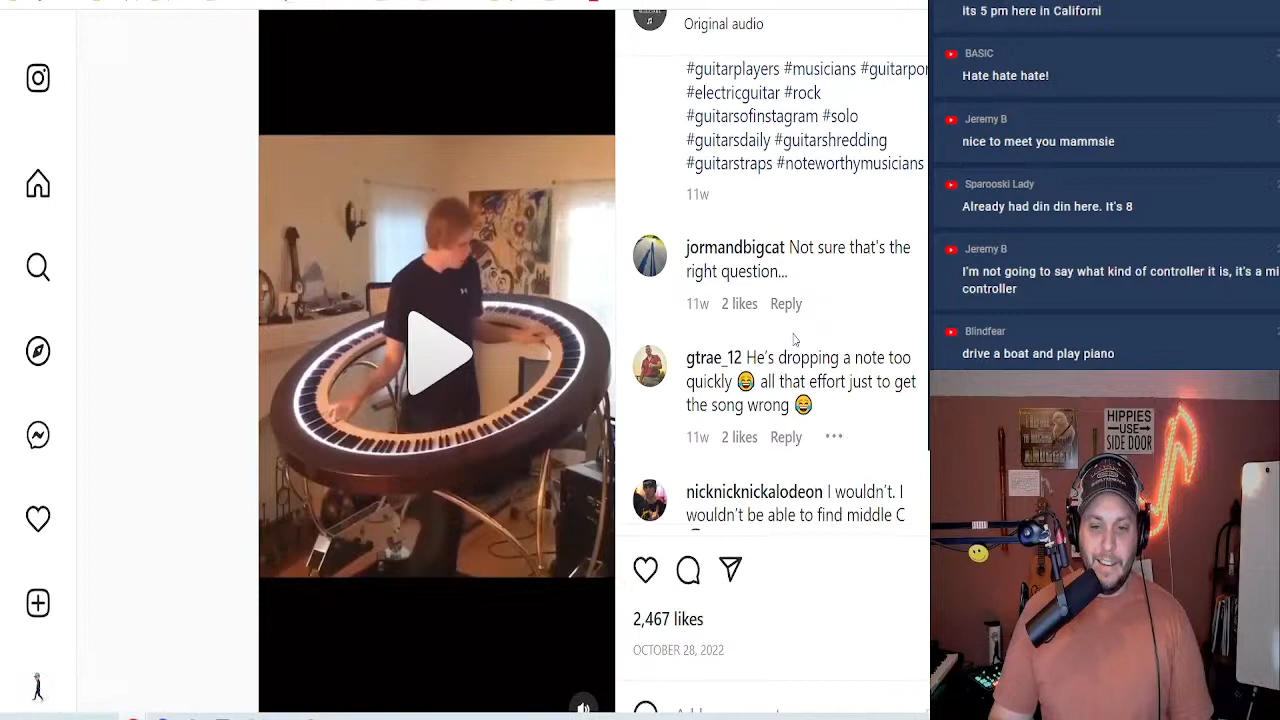 Original audio
#guitarplayers #musicians #guitarpor
#electricguitar #rock
#guitarsofinstagram #solo
#guitarsdaily #guitarshredding
#guitarstraps #noteworthymusicians
11w
jormandbigcat Not sure that's the
right question...
11w 2 likes Reply
gtrae_12 He's dropping a note too
quickly 😂 all that effort just to get
the song wrong 😂
11w 2 likes Reply
nicknicknickalodeon I wouldn't. I
wouldn't be able to find middle C
2,467 likes
OCTOBER 28, 2022
its 5 pm here in Californi
BASIC
Hate hate hate!
Jeremy B
nice to meet you mammsie
Sparooski Lady
Already had din din here. It's 8
Jeremy B
I'm not going to say what kind of controller it is, it's a mi
controller
Blindfear
drive a boat and play piano
HIPPIES
USE
SIDE DOOR